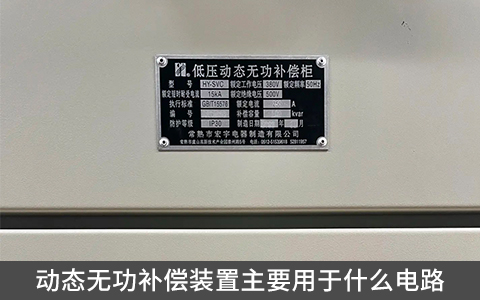 低压动态无功补偿柜
型 号 HY-SVC 额定工作电压 380V 额定频率 50Hz
额定短时耐受电流 15kA 额定绝缘电压 500V
执行标准 GB/T15576 额定电流 A
编 号 补偿容量 kvar
防护等级 IP30 制造日期 年 月
常熟市宏宇电器制造有限公司
动态无功补偿装置主要用于什么电路